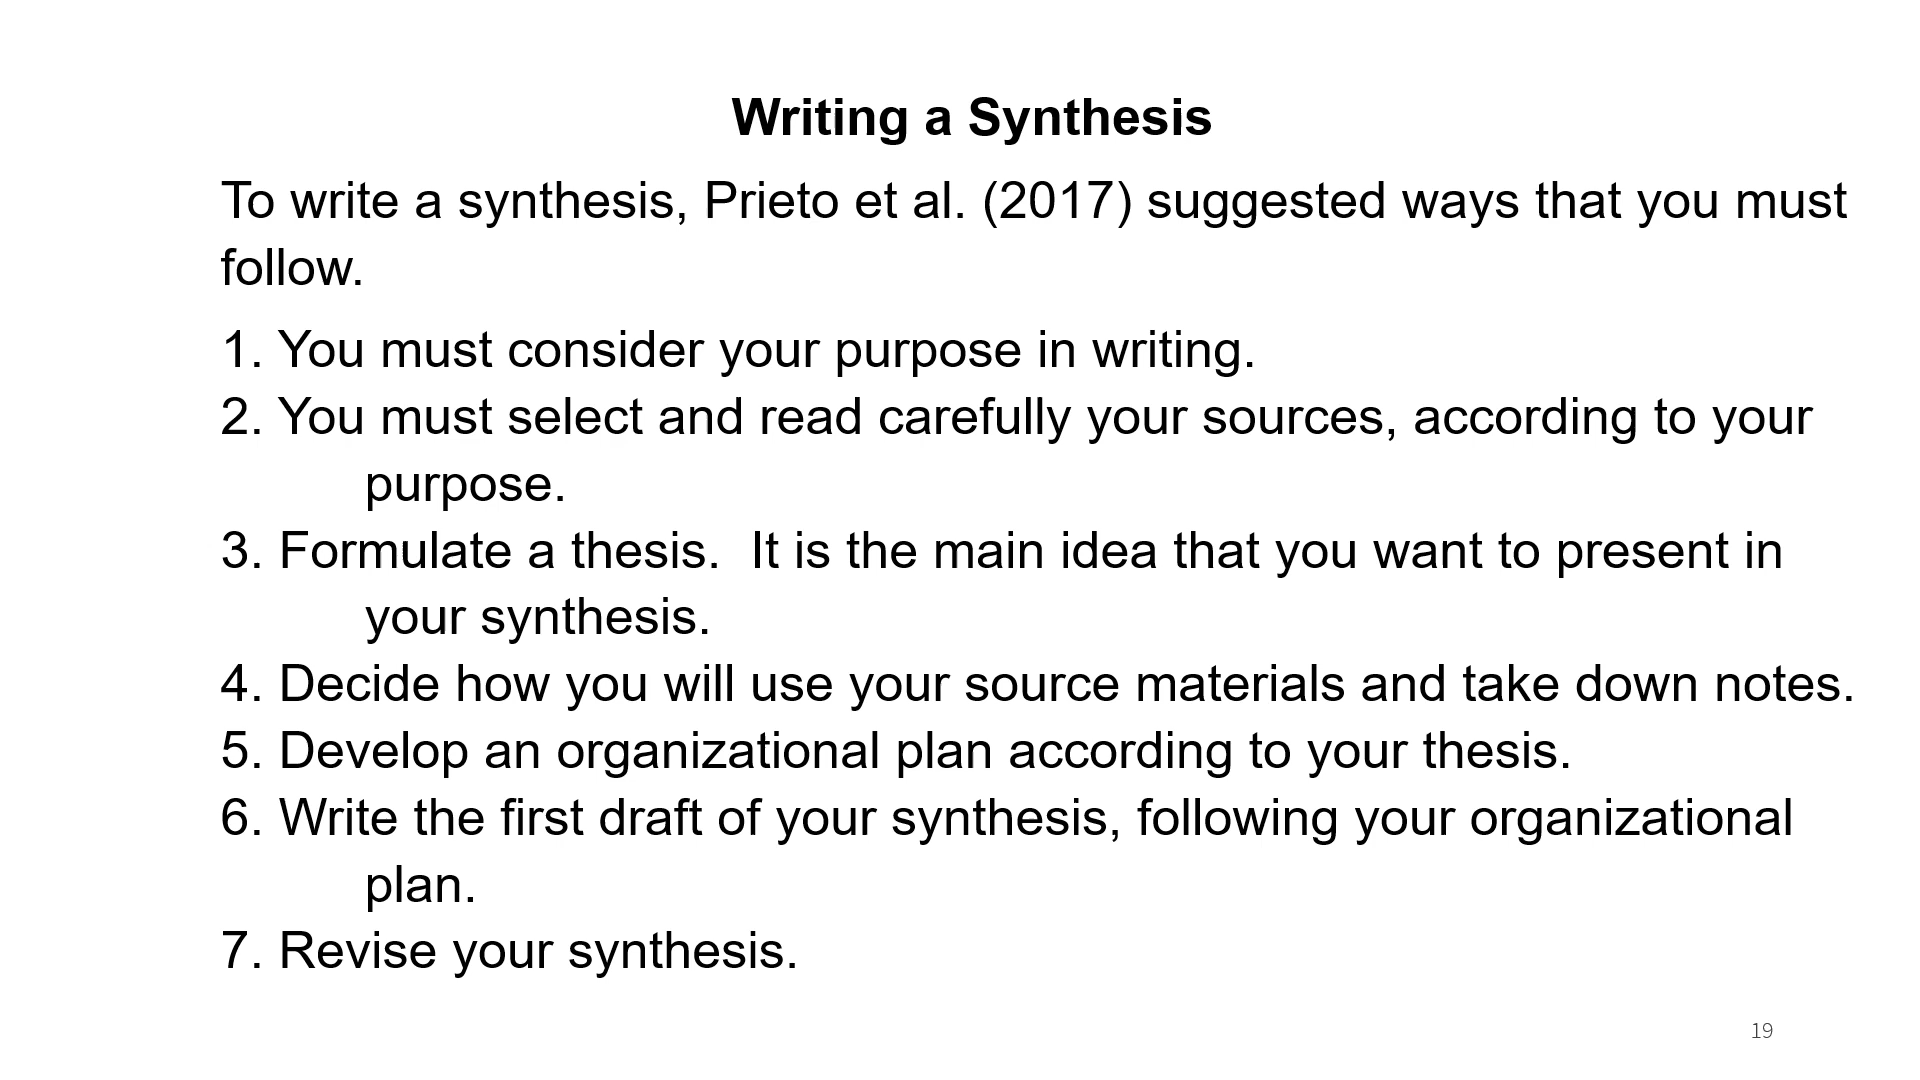 Writing a Synthesis
To write a synthesis, Prieto et al. (2017) suggested ways that you must
follow.
1. You must consider your purpose in writing.
2. You must select and read carefully your sources, according to your
purpose.
3. Formulate a thesis.  It is the main idea that you want to present in
your synthesis.
4. Decide how you will use your source materials and take down notes.
5. Develop an organizational plan according to your thesis.
6. Write the first draft of your synthesis, following your organizational
plan.
7. Revise your synthesis.
19